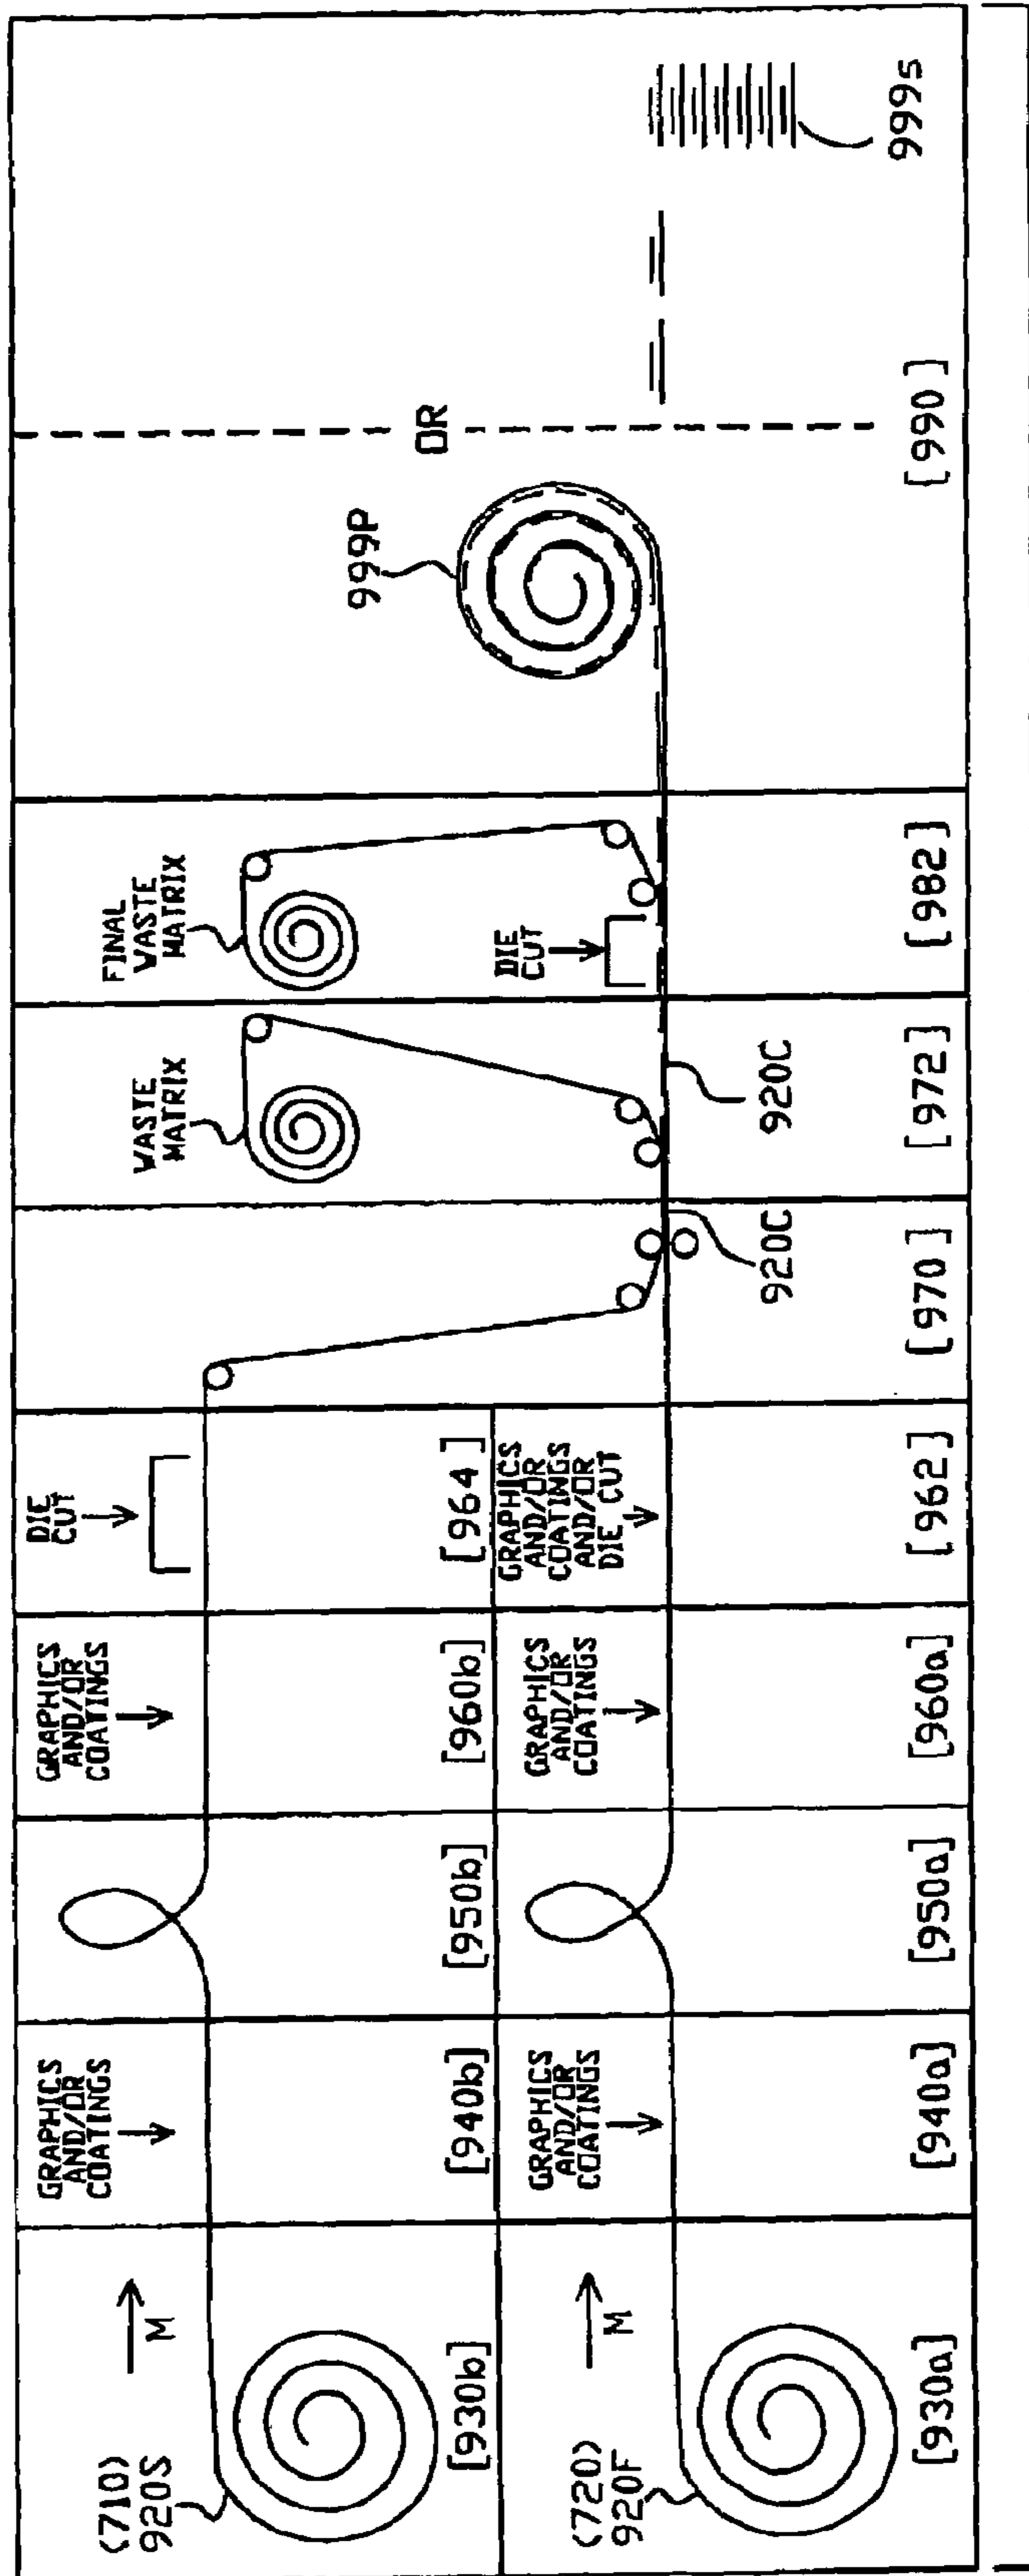 (710)
920S
M
[930b]
GRAPHICS
AND/OR
COATINGS
[940b]
[950b]
GRAPHICS
AND/OR
COATINGS
[960b]
DIE
CUT
[964]
(720)
920F
M
[930a]
GRAPHICS
AND/OR
COATINGS
[940a]
[950a]
GRAPHICS
AND/OR
COATINGS
[960a]
GRAPHICS
AND/OR
COATINGS
AND/OR
DIE CUT
[962]
920C
[970]
WASTE
MATRIX
920C
[972]
FINAL
WASTE
MATRIX
DIE
CUT
[982]
999P
OR
999s
[990]